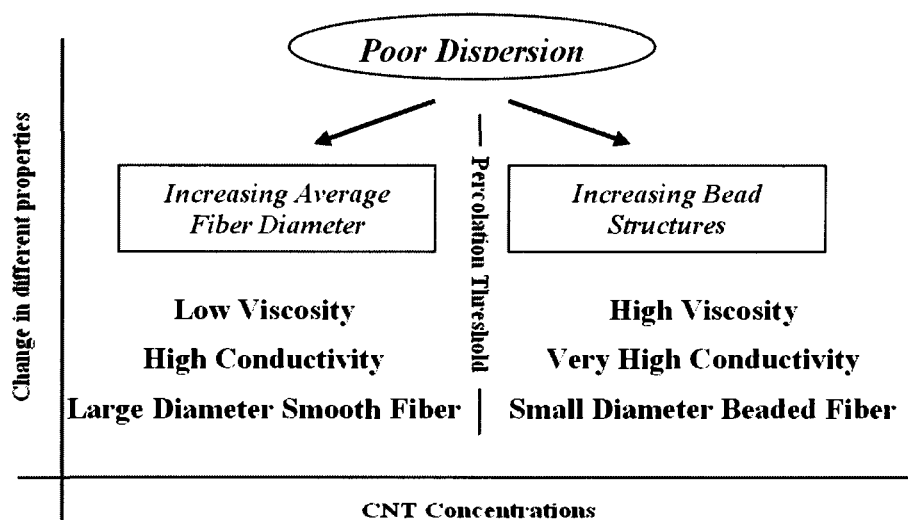 Poor Dispersion
Change in different properties
Increasing Average
Fiber Diameter
Low Viscosity
High Conductivity
Large Diameter Smooth Fiber
Percolation Threshold
Increasing Bead
Structures
High Viscosity
Very High Conductivity
Small Diameter Beaded Fiber
CNT Concentrations